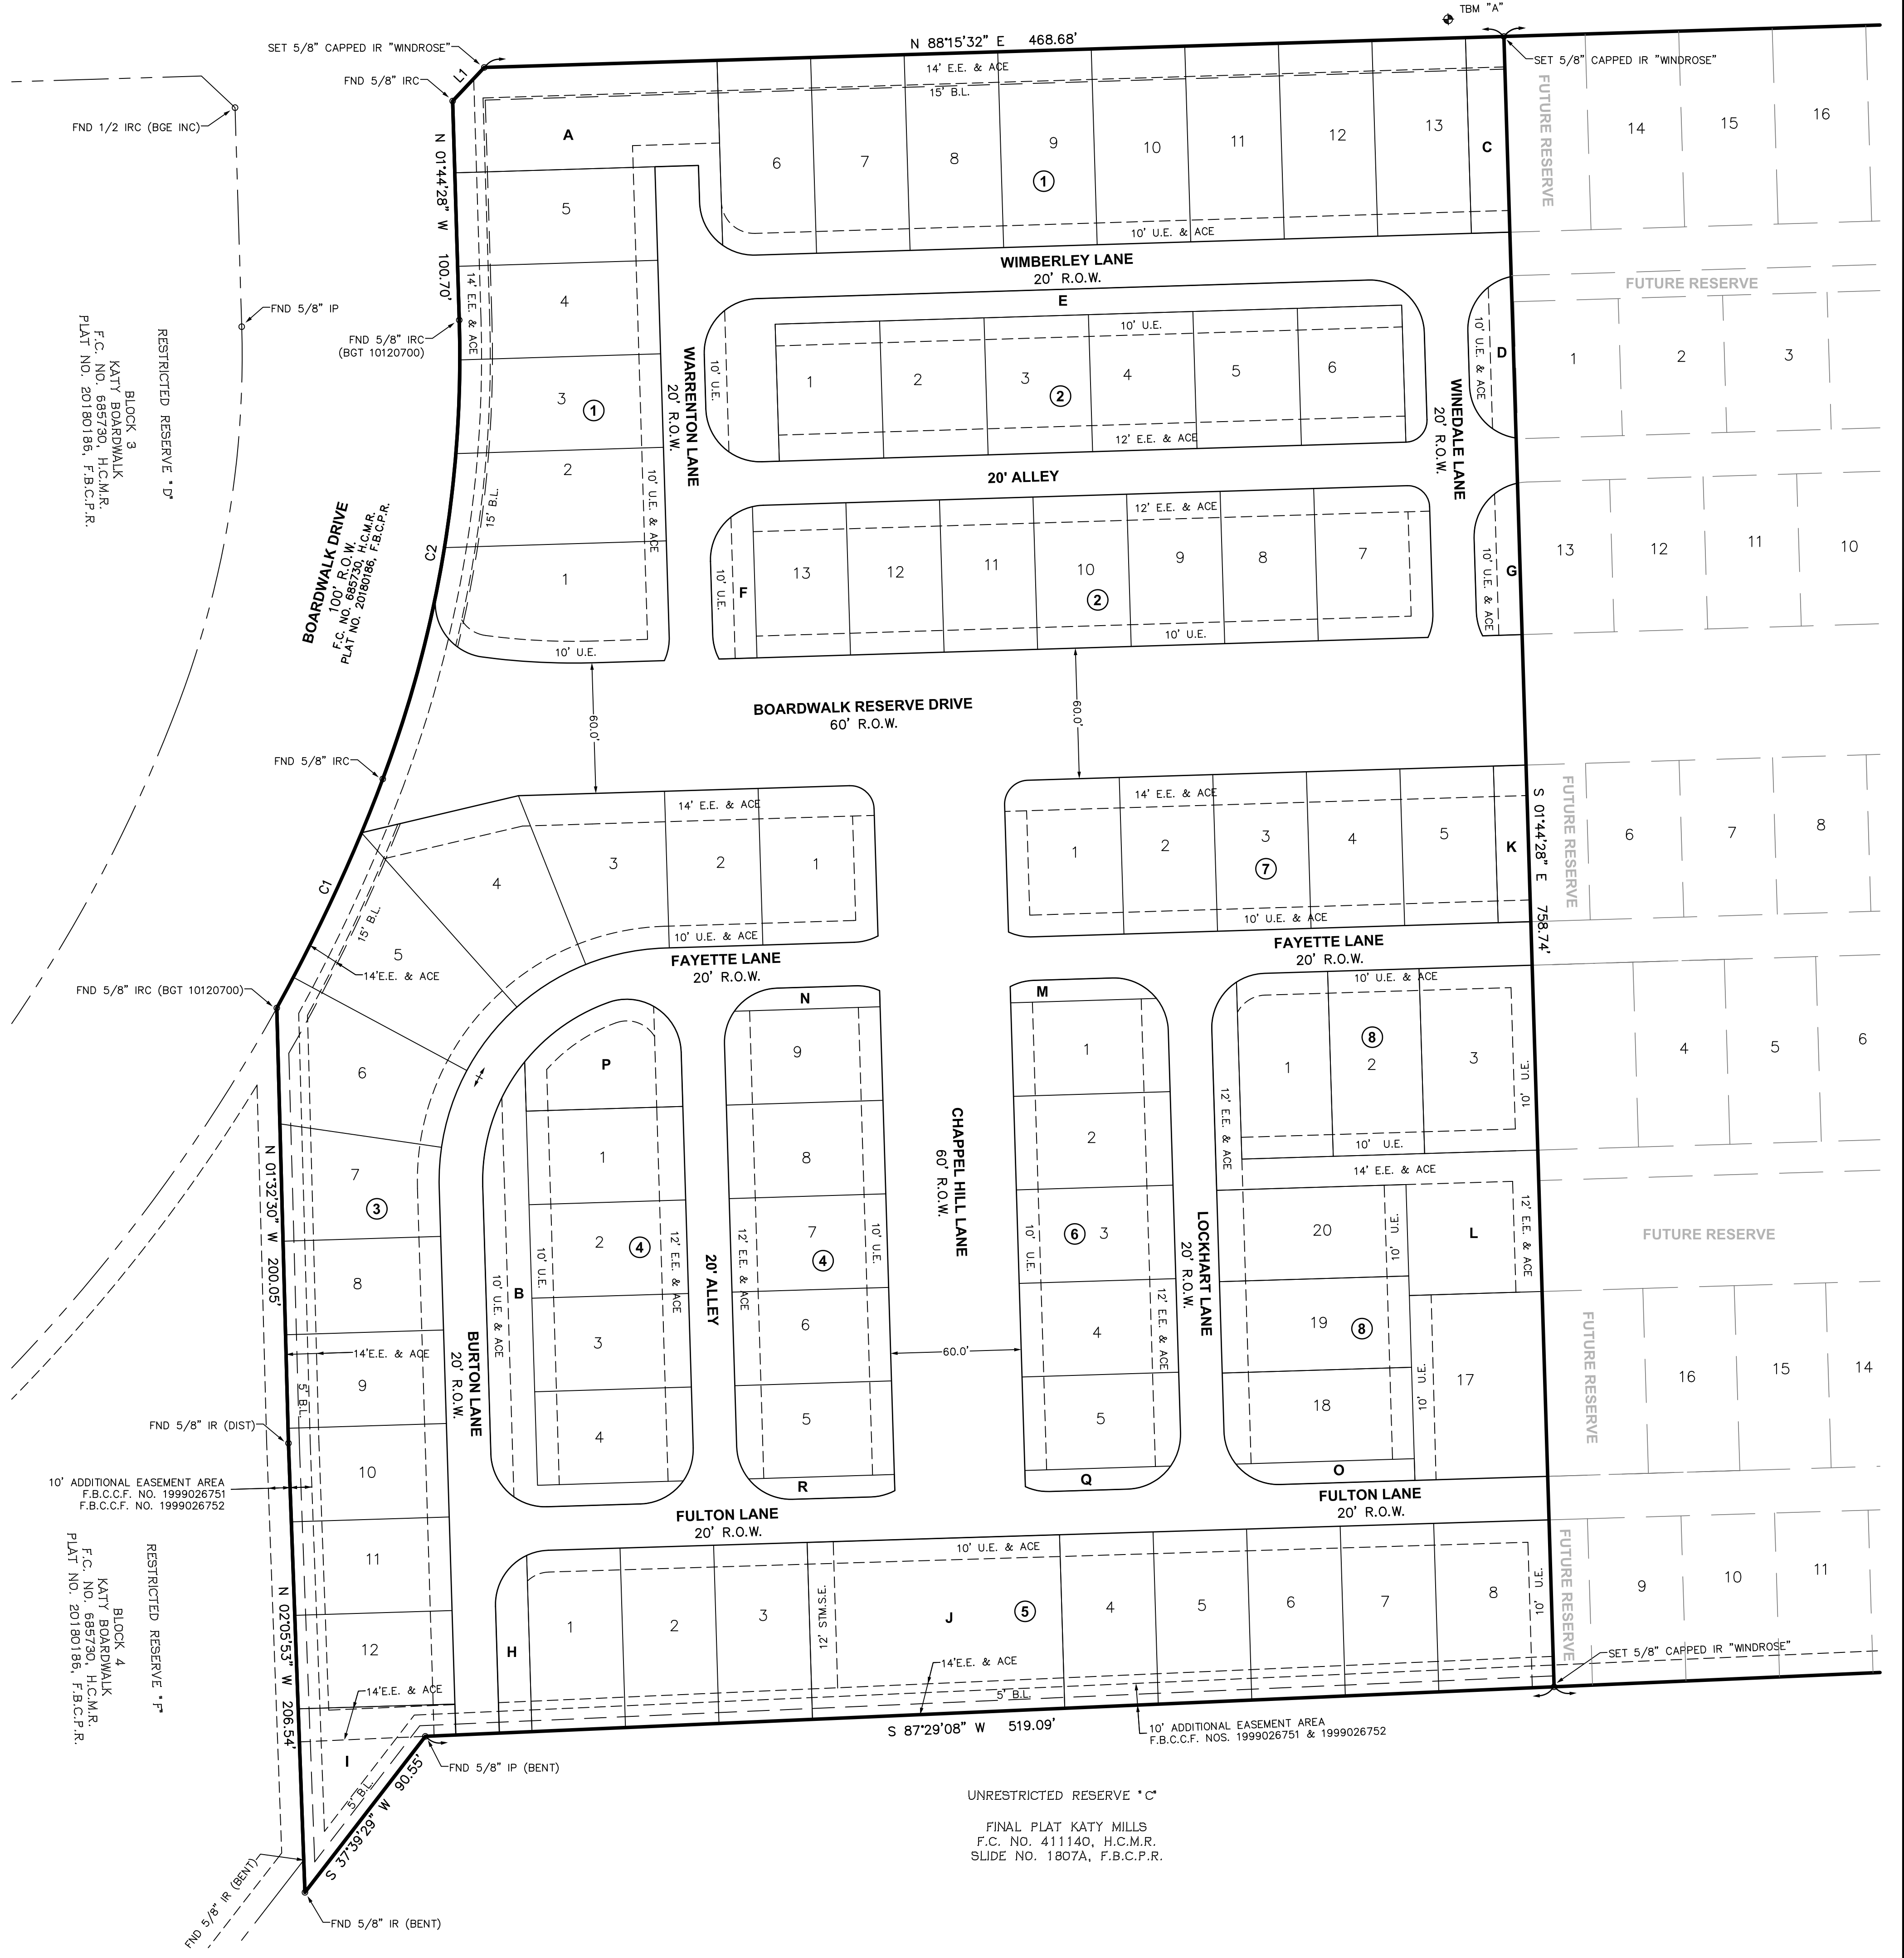 TBM "A"
N 88°15'32" E 468.68'
SET 5/8" CAPPED IR "WINDROSE"
SET 5/8" CAPPED IR "WINDROSE"
L1
FND 5/8" IRC
FND 1/2 IRC (BGE INC)
14' E.E. & ACE
15' B.L.
A
5
4
3
1
2
1
6
7
8
9
1
10
11
12
13
C
FUTURE RESERVE
14
15
16
N 01°44'28" W 100.70'
14' E.E. & ACE
10' U.E. & ACE
WIMBERLEY LANE
20' R.O.W.
FUTURE RESERVE
FND 5/8" IP
FND 5/8" IRC
(BGT 10120700)
RESTRICTED RESERVE "D"
BLOCK 3
KATY BOARDWALK
F.C. NO. 685730, H.C.M.R.
PLAT NO. 20180186, F.B.C.P.R.
WARRENTON LANE
20' R.O.W.
10' U.E.
E
10' U.E.
1
2
3
2
4
5
6
12' E.E. & ACE
WINEDALE LANE
20' R.O.W.
10' U.E. & ACE
D
1
2
3
15' B.L.
10' U.E. & ACE
20' ALLEY
BOARDWALK DRIVE
100' R.O.W.
F.C. NO. 685730, H.C.M.R.
PLAT NO. 20180186, F.B.C.P.R.
C2
10' U.E.
10' U.E.
F
12' E.E. & ACE
13
12
11
10
2
9
8
7
10' U.E.
10' U.E. & ACE
G
13
12
11
10
60.0'
BOARDWALK RESERVE DRIVE
60' R.O.W.
60.0'
FND 5/8" IRC
14' E.E. & ACE
5
4
3
2
1
10' U.E. & ACE
C1
15' B.L.
14'E.E. & ACE
14' E.E. & ACE
1
2
3
7
4
5
K
10' U.E. & ACE
S 01°44'28" E 758.74'
FUTURE RESERVE
6
7
8
FAYETTE LANE
20' R.O.W.
FAYETTE LANE
20' R.O.W.
FND 5/8" IRC (BGT 10120700)
6
7
3
8
9
10
11
12
N 01°32'30" W 200.05'
14'E.E. & ACE
5' B.L.
BURTON LANE
20' R.O.W.
10' U.E. & ACE
B
10' U.E.
P
1
2
4
3
4
12' E.E. & ACE
20' ALLEY
N
9
8
7
4
6
5
R
12' E.E. & ACE
10' U.E.
CHAPPEL HILL LANE
60' R.O.W.
60.0'
M
1
2
10' U.E.
6
3
4
5
Q
12' E.E. & ACE
LOCKHART LANE
20' R.O.W.
10' U.E. & ACE
12' E.E. & ACE
8
1
2
3
10' U.E.
10' U.E.
14' E.E. & ACE
20
10' U.E.
L
12' E.E. & ACE
19
8
10' U.E.
17
18
O
4
5
6
FUTURE RESERVE
FUTURE RESERVE
16
15
14
FND 5/8" IR (DIST)
10' ADDITIONAL EASEMENT AREA
F.B.C.C.F. NO. 1999026751
F.B.C.C.F. NO. 1999026752
FULTON LANE
20' R.O.W.
FULTON LANE
20' R.O.W.
RESTRICTED RESERVE "F"
BLOCK 4
KATY BOARDWALK
F.C. NO. 685730, H.C.M.R.
PLAT NO. 20180186, F.B.C.P.R.
N 02°05'53" W 206.54'
14'E.E. & ACE
I
H
1
2
3
12' STM.S.E.
10' U.E. & ACE
J
5
4
5
6
7
8
10' U.E.
FUTURE RESERVE
9
10
11
14'E.E. & ACE
5' B.L.
SET 5/8" CAPPED IR "WINDROSE"
S 87°29'08" W 519.09'
10' ADDITIONAL EASEMENT AREA
F.B.C.C.F. NOS. 1999026751 & 1999026752
FND 5/8" IP (BENT)
5' B.L.
S 37°39'29" W 90.55'
FND 5/8" IR (BENT)
FND 5/8" IR (BENT)
UNRESTRICTED RESERVE "C"
FINAL PLAT KATY MILLS
F.C. NO. 411140, H.C.M.R.
SLIDE NO. 1807A, F.B.C.P.R.